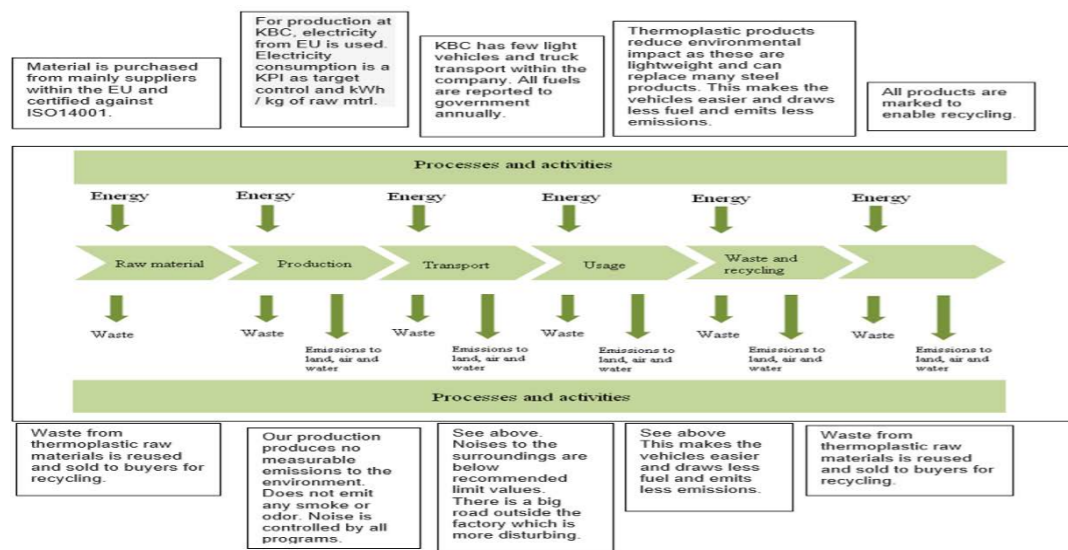 Material is purchased
from mainly suppliers
within the EU and
certified against
ISO14001.
For production at
KBC, electricity
from EU is used.
Electricity
consumption is a
KPI as target
control and kWh
/ kg of raw mtrl.
KBC has few light
vehicles and truck
transport within the
company. All fuels
are reported to
government
annually.
Thermoplastic products
reduce environmental
impact as these are
lightweight and can
replace many steel
products. This makes the
vehicles easier and draws
less fuel and emits less
emissions.
All products are
marked to
enable recycling.
Processes and activities
Energy
Energy
Energy
Energy
Energy
Energy
Raw material
Production
Transport
Usage
Waste and
recycling
Waste
Waste
Emissions to
land, air and
water
Waste
Emissions to
land, air and
water
Waste
Emissions to
land, air and
water
Waste
Emissions to
land, air and
water
Waste
Emissions to
land, air and
water
Processes and activities
Waste from
thermoplastic raw
materials is reused
and sold to buyers for
recycling.
Our production
produces no
measurable
emissions to the
environment.
Does not emit
any smoke or
odor. Noise is
controlled by all
programs.
See above.
Noises to the
surroundings are
below
recommended
limit values.
There is a big
road outside the
factory which is
more disturbing.
See above
This makes the
vehicles easier
and draws less
fuel and emits
less emissions.
Waste from
thermoplastic raw
materials is reused
and sold to buyers for
recycling.